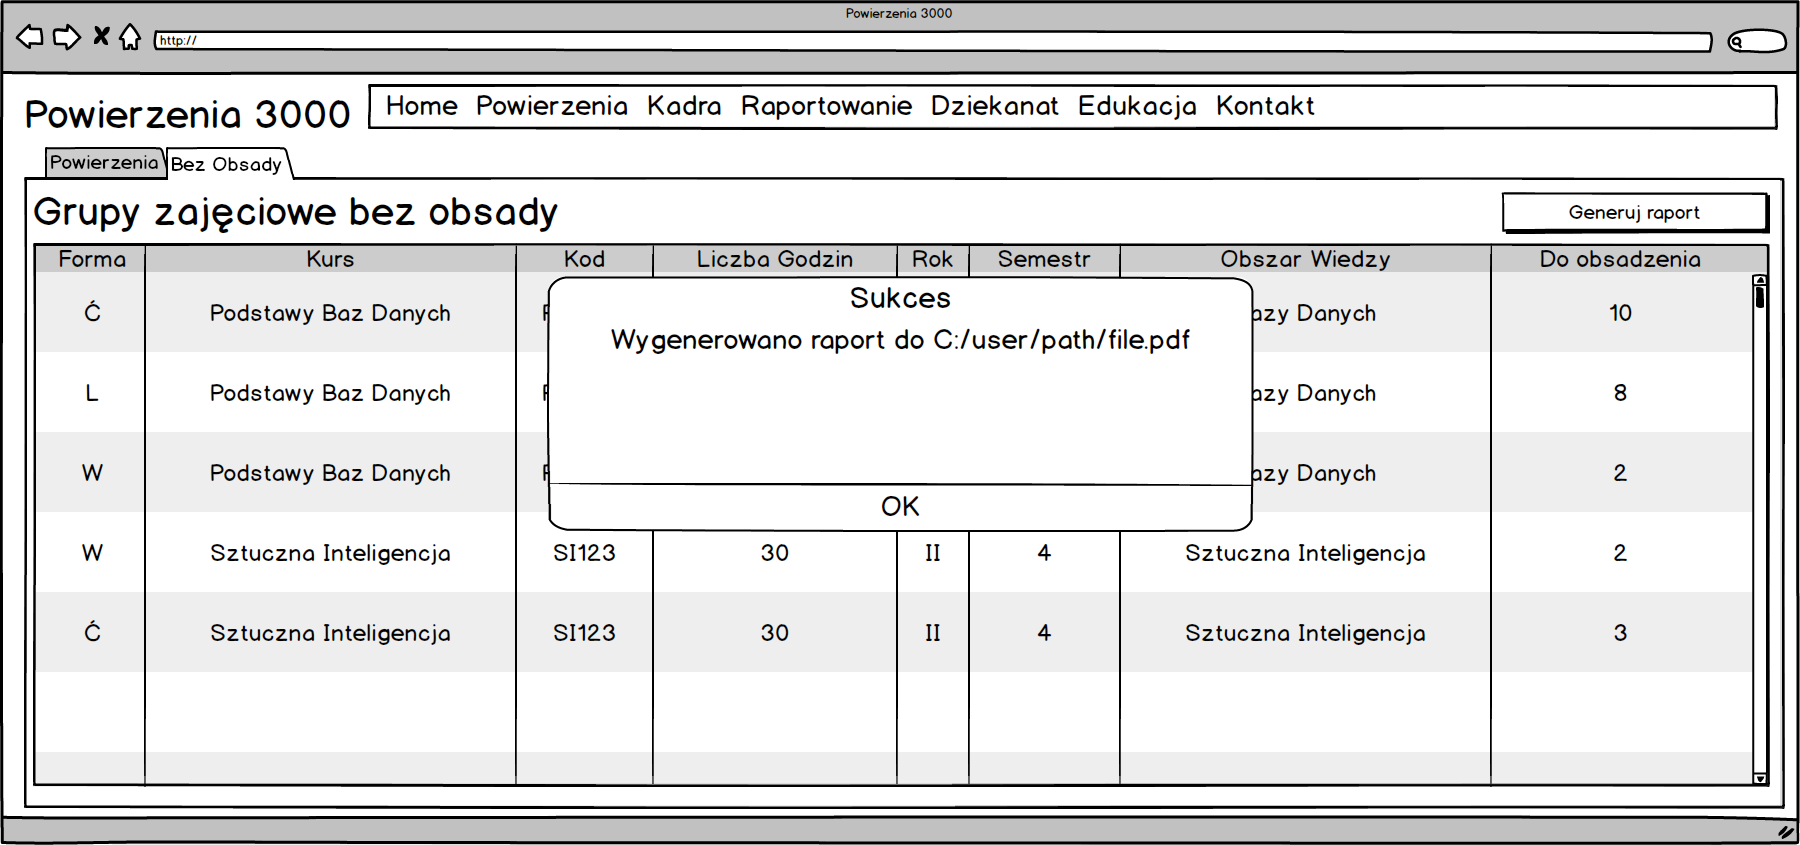 Powierzenia 3000
http://
Powierzenia 3000
Home Powierzenia Kadra Raportowanie Dziekanat Edukacja Kontakt
Powierzenia Bez Obsady
Grupy zajęciowe bez obsady
Generuj raport
Forma Kurs Kod Liczba Godzin Rok Semestr Obszar Wiedzy Do obsadzenia
Sukces
Wygenerowano raport do C:/user/path/file.pdf
OK
Ć Podstawy Baz Danych Danych 10
L Podstawy Baz Danych Danych 8
W Podstawy Baz Danych Danych 2
W Sztuczna Inteligencja SI123 30 II 4 Sztuczna Inteligencja 2
Ć Sztuczna Inteligencja SI123 30 II 4 Sztuczna Inteligencja 3